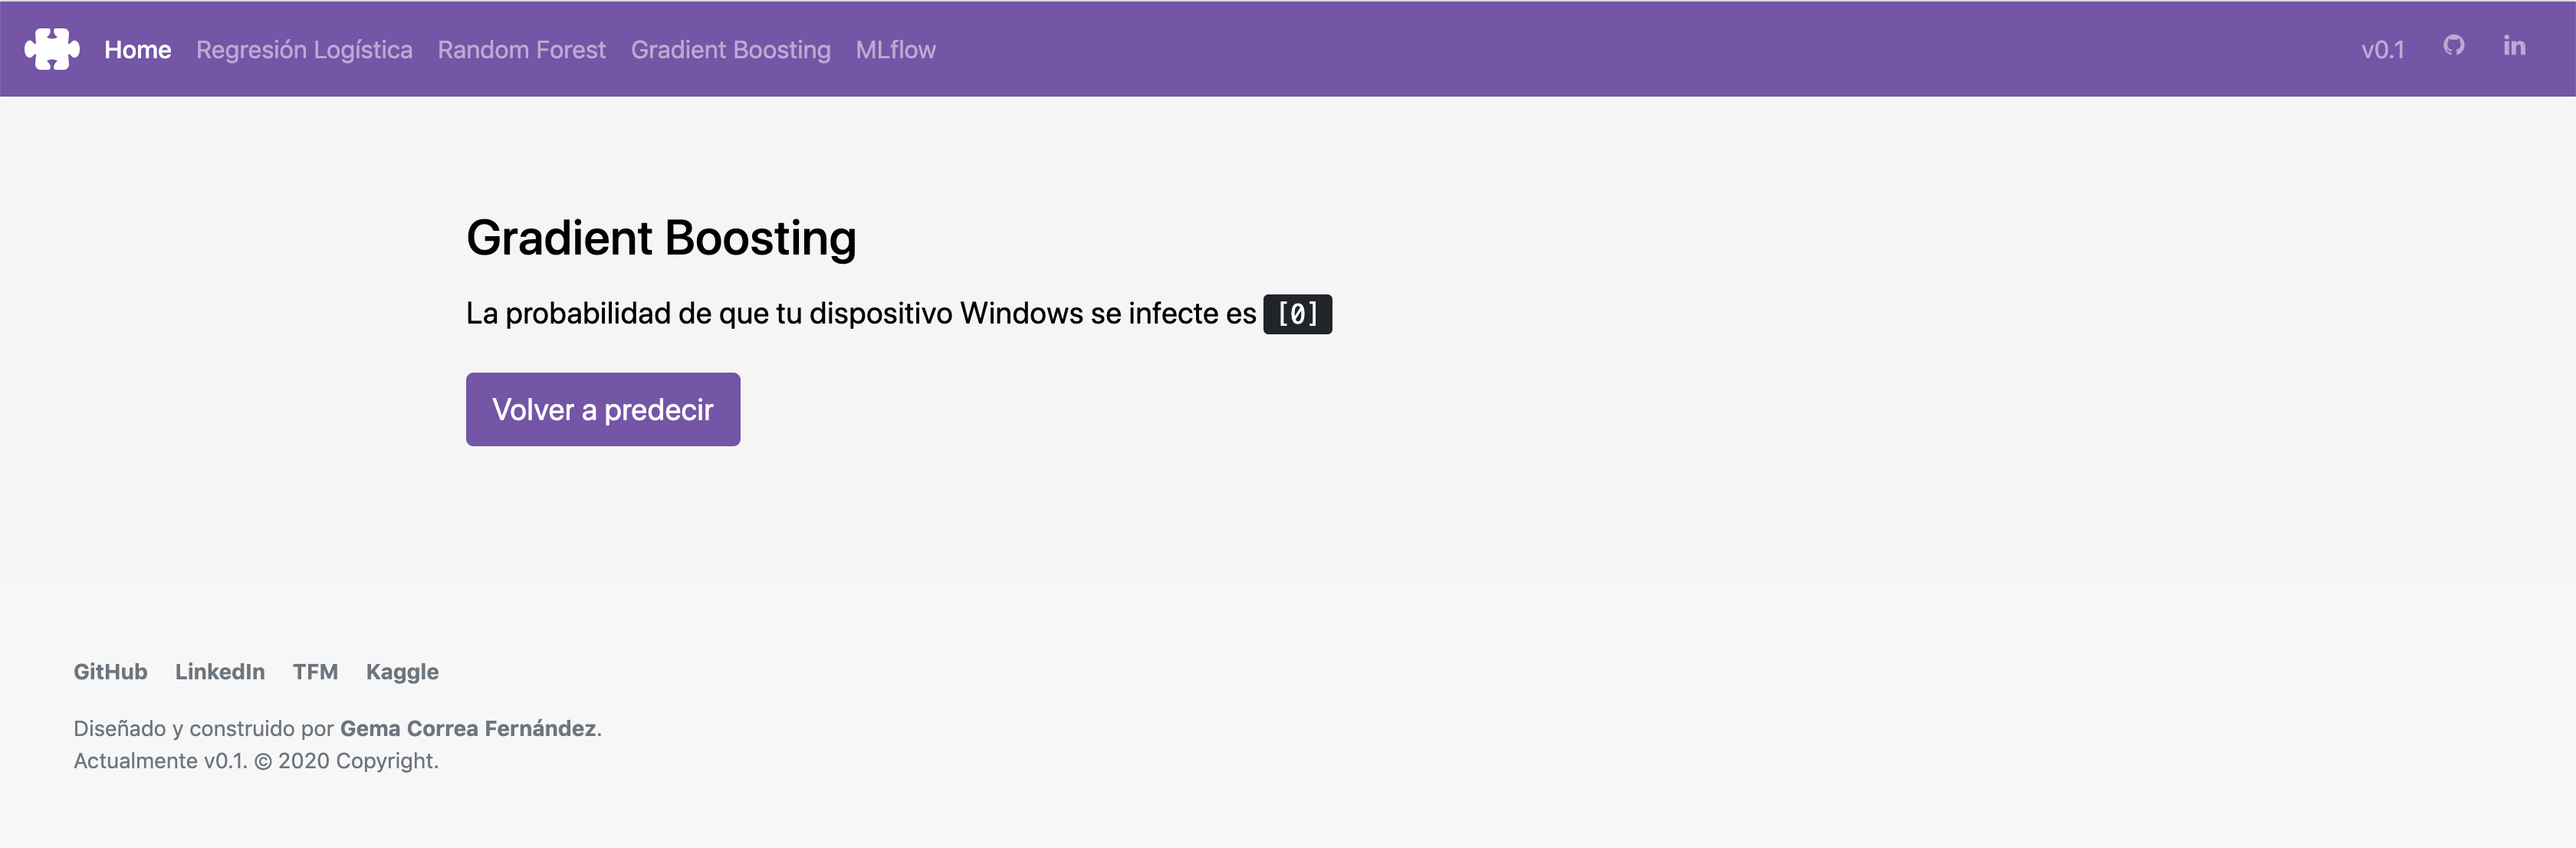 Home Regresión Logística Random Forest Gradient Boosting MLflow v0.1
Gradient Boosting
La probabilidad de que tu dispositivo Windows se infecte es [0]
Volver a predecir
GitHub LinkedIn TFM Kaggle
Diseñado y construido por Gema Correa Fernández.
Actualmente v0.1. © 2020 Copyright.